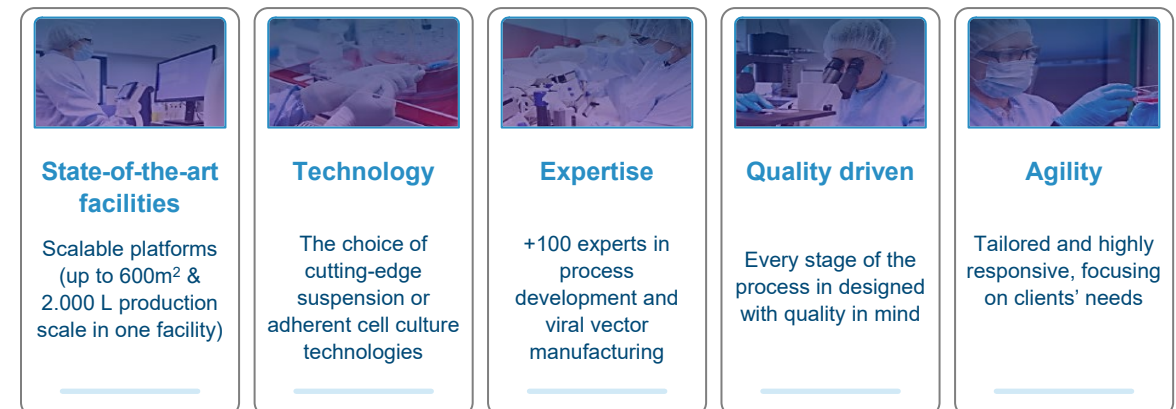 State-of-the-art
facilities
Scalable platforms
(up to 600m² &
2.000 L production
scale in one facility)
Technology
The choice of
cutting-edge
suspension or
adherent cell culture
technologies
Expertise
+100 experts in
process
development and
viral vector
manufacturing
Quality driven
Every stage of the
process in designed
with quality in mind
Agility
Tailored and highly
responsive, focusing
on clients’ needs